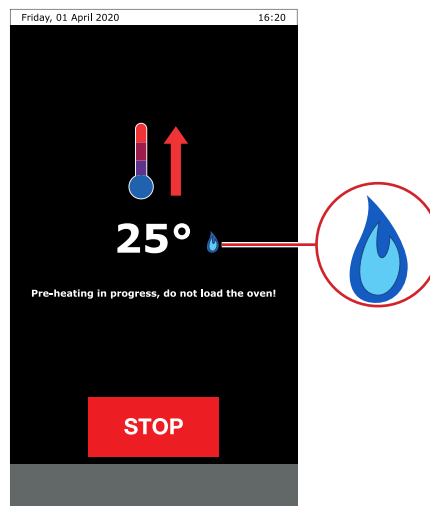 Friday, 01 April 2020 16:20
25°
Pre-heating in progress, do not load the oven!
STOP